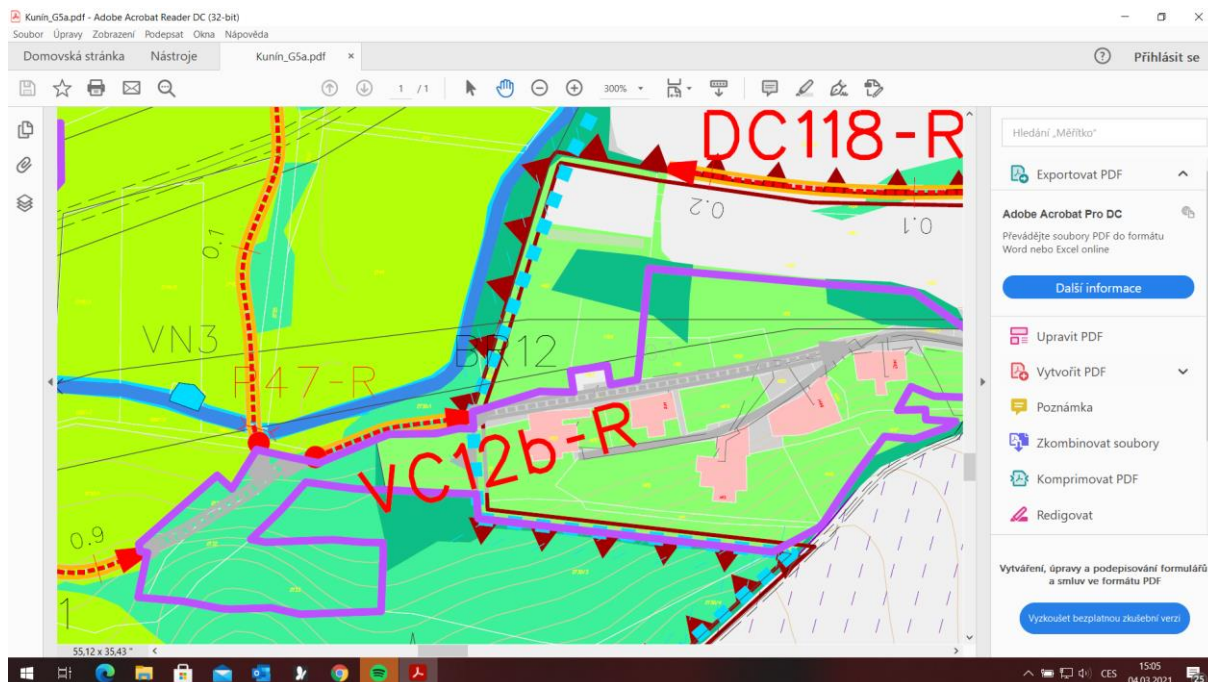 Kunín_G5a.pdf - Adobe Acrobat Reader DC (32-bit)
Soubor Úpravy Zobrazení Podepsat Okna Nápověda
Domovská stránka Nástroje Kunín_G5a.pdf × Přihlásit se
1 / 1 300%
DC118-R
0.2
0.1
0.1
VN3
BR12
P47-R
VC12b-R
0.9
1
Hledání „Měřítko“
Exportovat PDF
Adobe Acrobat Pro DC
Převádějte soubory PDF do formátu
Word nebo Excel online
Další informace
Upravit PDF
Vytvořit PDF
Poznámka
Zkombinovat soubory
Komprimovat PDF
Redigovat
Vytváření, úpravy a podepisování formulářů
a smluv ve formátu PDF
Vyzkoušet bezplatnou zkušební verzi
55,12 x 35,43 "
CES
15:05
04.03.2021
25